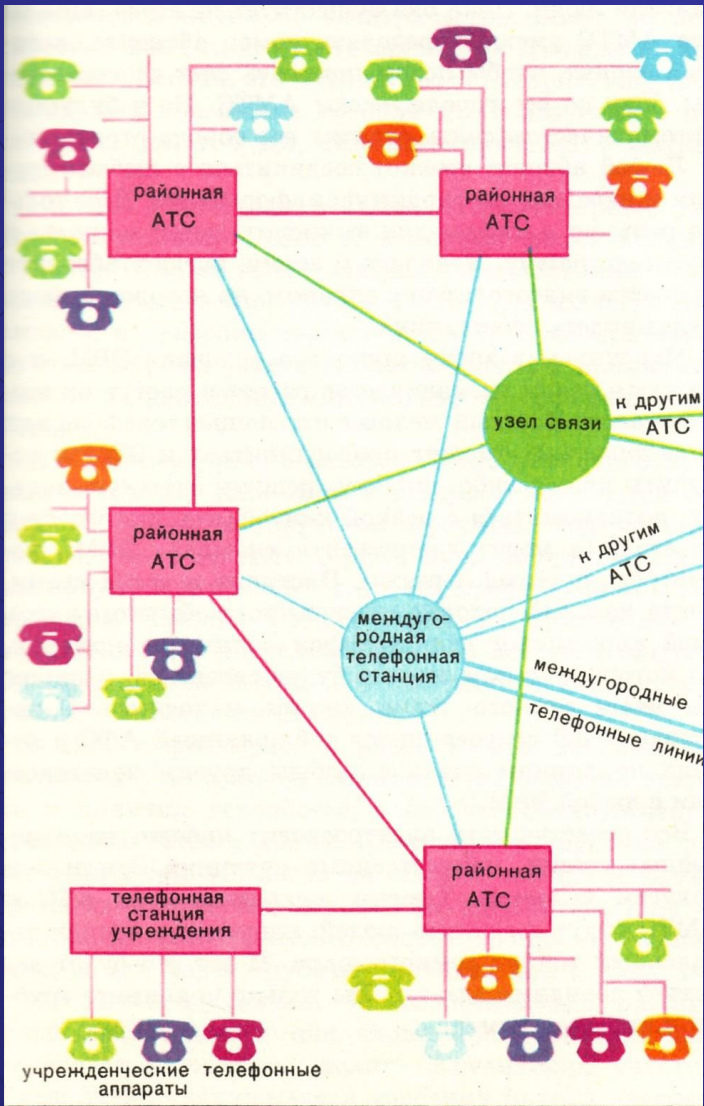 районная
АТС
районная
АТС
узел связи
к другим
АТС
районная
АТС
к другим
АТС
междуго-
родная
телефонная
станция
междугородные
телефонные линии
районная
АТС
телефонная
станция
учреждения
учрежденческие телефонные
аппараты